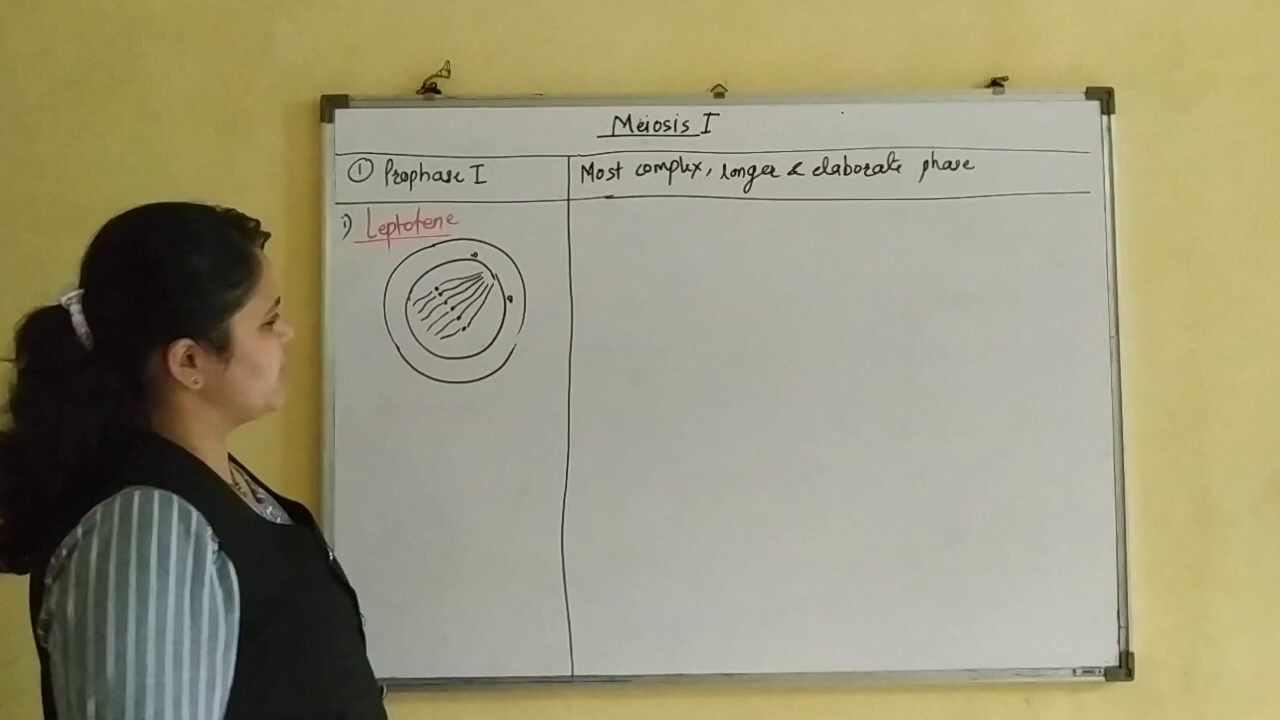 Meiosis I
① Prophase I
Most complex, longer & elaborate phase
i) Leptotene